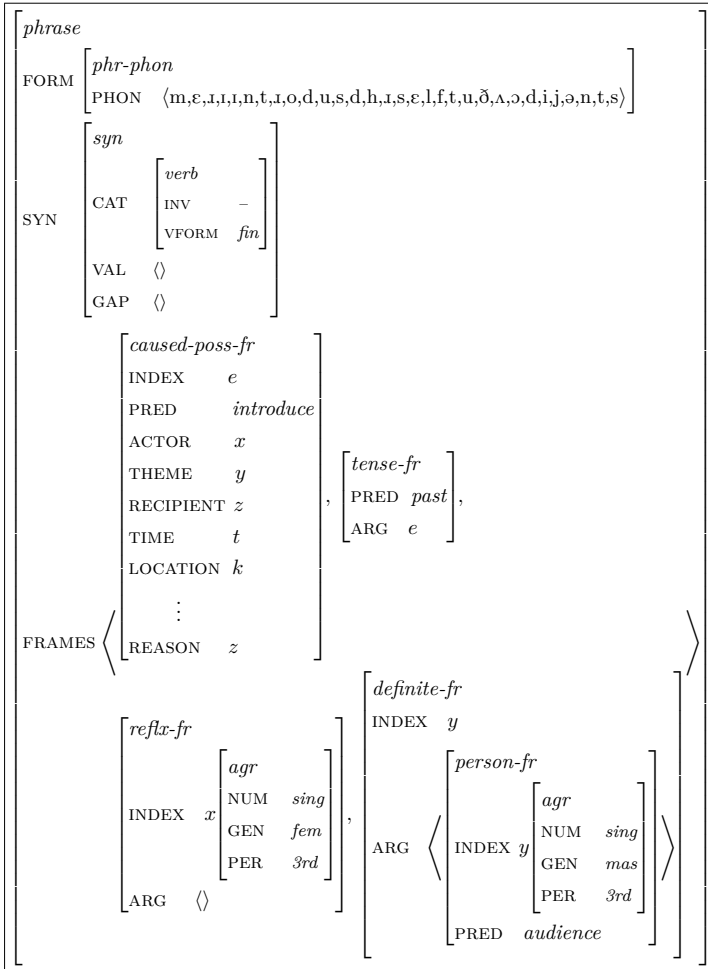 phrase
FORM
phr-phon
PHON ⟨m,ɛ,ɹ,ɪ,ɪ,n,t,ɹ,o,d,u,s,d,h,ɪ,s,ɛ,l,f,t,u,ð,ʌ,ɔ,d,i,j,ə,n,t,s⟩
SYN
syn
CAT
verb
INV –
VFORM fin
VAL ⟨⟩
GAP ⟨⟩
FRAMES
caused-poss-fr
INDEX e
PRED introduce
ACTOR x
THEME y
RECIPIENT z
TIME t
LOCATION k
⋮
REASON z
,
tense-fr
PRED past
ARG e
,
reflx-fr
INDEX x
agr
NUM sing
GEN fem
PER 3rd
ARG ⟨⟩
,
definite-fr
INDEX y
ARG
person-fr
INDEX y
agr
NUM sing
GEN mas
PER 3rd
PRED audience